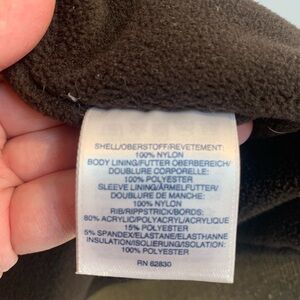 SHELL/OBERSTOFF/REVETEMENT:
100% NYLON
BODY LINING/FUTTER OBERBEREICH/
DOUBLURE CORPORELLE:
100% POLYESTER
SLEEVE LINING/ÄRMELFUTTER/
DOUBLURE DE MANCHE:
100% NYLON
RIB/RIPPSTRICK/BORDS:
80% ACRYLIC/POLYACRYL/ACRYLIQUE
15% POLYESTER
5% SPANDEX/ELASTANE/ELASTHANNE
INSULATION/ISOLIERUNG/ISOLATION:
100% POLYESTER
RN 62830